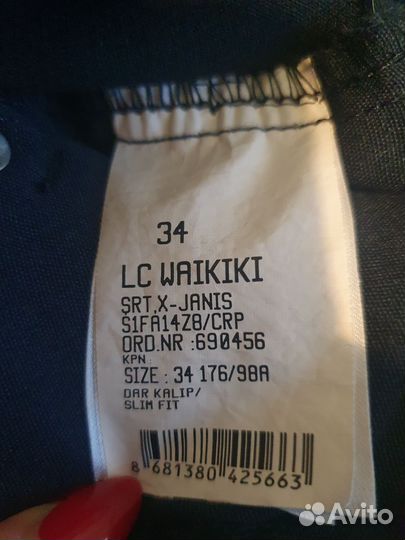 34
LC WAIKIKI
ŞRT,X-JANIS
S1FA14Z8/CRP
ORD.NR :690456
KPN
SIZE : 34 176/98A
DAR KALIP/
SLIM FIT
8 681380 425663
Avito